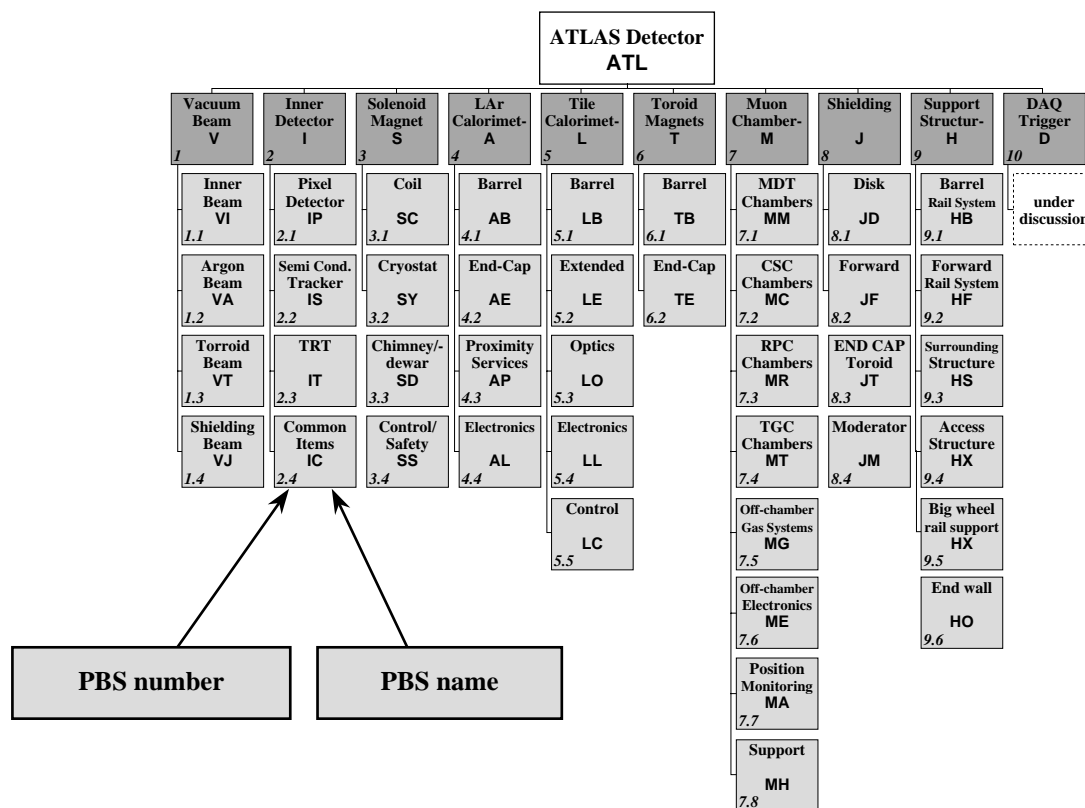 ATLAS Detector
ATL
Vacuum
Beam
V
1
Inner
Detector
I
2
Solenoid
Magnet
S
3
LAr
Calorimet-
A
4
Tile
Calorimet-
L
5
Toroid
Magnets
T
6
Muon
Chamber-
M
7
Shielding
J
8
Support
Structur-
H
9
DAQ
Trigger
D
10
Inner
Beam
VI
1.1
Pixel
Detector
IP
2.1
Coil
SC
3.1
Barrel
AB
4.1
Barrel
LB
5.1
Barrel
TB
6.1
MDT
Chambers
MM
7.1
Disk
JD
8.1
Barrel
Rail System
HB
9.1
under
discussion
Argon
Beam
VA
1.2
Semi Cond.
Tracker
IS
2.2
Cryostat
SY
3.2
End-Cap
AE
4.2
Extended
LE
5.2
End-Cap
TE
6.2
CSC
Chambers
MC
7.2
Forward
JF
8.2
Forward
Rail System
HF
9.2
Torroid
Beam
VT
1.3
TRT
IT
2.3
Chimney/-
dewar
SD
3.3
Proximity
Services
AP
4.3
Optics
LO
5.3
RPC
Chambers
MR
7.3
END CAP
Toroid
JT
8.3
Surrounding
Structure
HS
9.3
Shielding
Beam
VJ
1.4
Common
Items
IC
2.4
Control/
Safety
SS
3.4
Electronics
AL
4.4
Electronics
LL
5.4
TGC
Chambers
MT
7.4
Moderator
JM
8.4
Access
Structure
HX
9.4
Control
LC
5.5
Off-chamber
Gas Systems
MG
7.5
Big wheel
rail support
HX
9.5
Off-chamber
Electronics
ME
7.6
End wall
HO
9.6
PBS number
PBS name
Position
Monitoring
MA
7.7
Support
MH
7.8